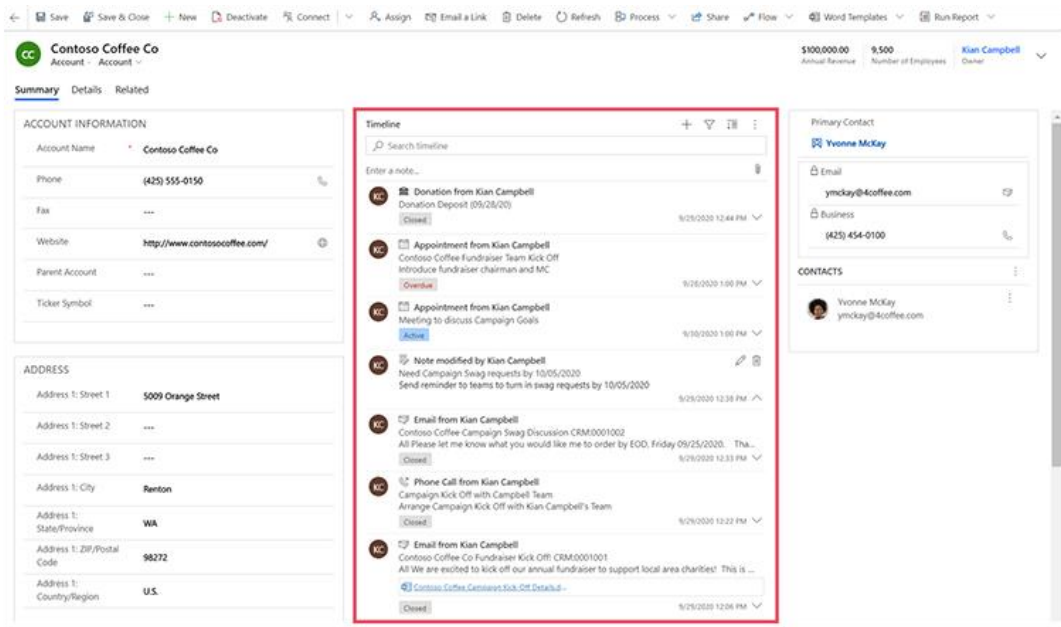 Save Save & Close New Deactivate Connect Assign Email a Link Delete Refresh Process Share Flow Word Templates Run Report
CC
Contoso Coffee Co
Account · Account
$100,000.00
Annual Revenue
9,500
Number of Employees
Kian Campbell
Owner
Summary Details Related
ACCOUNT INFORMATION
Account Name * Contoso Coffee Co
Phone (425) 555-0150
Fax ---
Website http://www.contosocoffee.com/
Parent Account ---
Ticker Symbol ---
ADDRESS
Address 1: Street 1 5009 Orange Street
Address 1: Street 2 ---
Address 1: Street 3 ---
Address 1: City Renton
Address 1:
State/Province WA
Address 1: ZIP/Postal
Code 98272
Address 1:
Country/Region U.S.
Timeline
Search timeline
Enter a note...
KC Donation from Kian Campbell
Donation Deposit (09/28/20)
Closed 9/29/2020 12:44 PM
KC Appointment from Kian Campbell
Contoso Coffee Fundraiser Team Kick Off
Introduce fundraiser chairman and MC
Overdue 9/28/2020 1:00 PM
KC Appointment from Kian Campbell
Meeting to discuss Campaign Goals
Active 9/30/2020 1:00 PM
KC Note modified by Kian Campbell
Need Campaign Swag requests by 10/05/2020
Send reminder to teams to turn in swag requests by 10/05/2020
9/29/2020 12:38 PM
KC Email from Kian Campbell
Contoso Coffee Campaign Swag Discussion CRM:0001002
All Please let me know what you would like me to order by EOD, Friday 09/25/2020. Tha...
Closed 9/29/2020 12:33 PM
KC Phone Call from Kian Campbell
Campaign Kick Off with Campbell Team
Arrange Campaign Kick Off with Kian Campbell's Team
Closed 9/29/2020 12:22 PM
KC Email from Kian Campbell
Contoso Coffee Co Fundraiser Kick Off! CRM:0001001
All We are excited to kick off our annual fundraiser to support local area charities! This is ...
Contoso Coffee Campaign Kick-Off Details.d...
Closed 9/29/2020 12:06 PM
Primary Contact
Yvonne McKay
Email
ymckay@4coffee.com
Business
(425) 454-0100
CONTACTS
Yvonne McKay
ymckay@4coffee.com